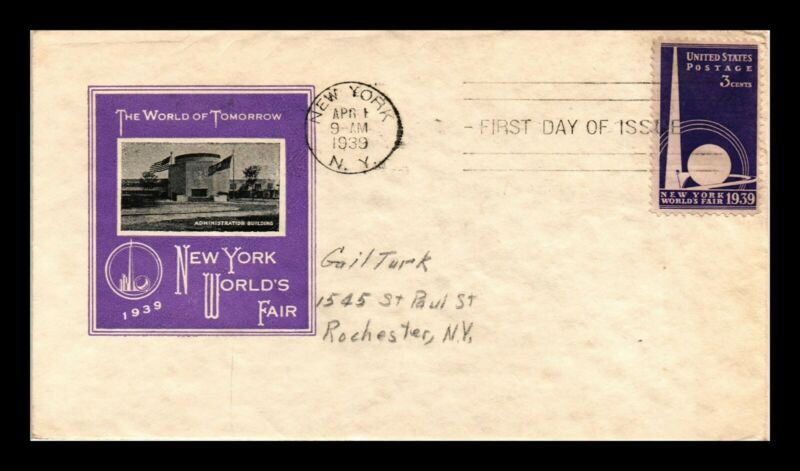 THE WORLD OF TOMORROW
ADMINISTRATION BUILDING
NEW YORK
WORLD'S
FAIR
1939
NEW YORK
APR 1
9-AM
1939
N. Y.
FIRST DAY OF ISSUE
UNITED STATES
POSTAGE
3 CENTS
NEW YORK
WORLD'S FAIR 1939
Gail Turk
1545 St Paul St
Rochester, N.Y.